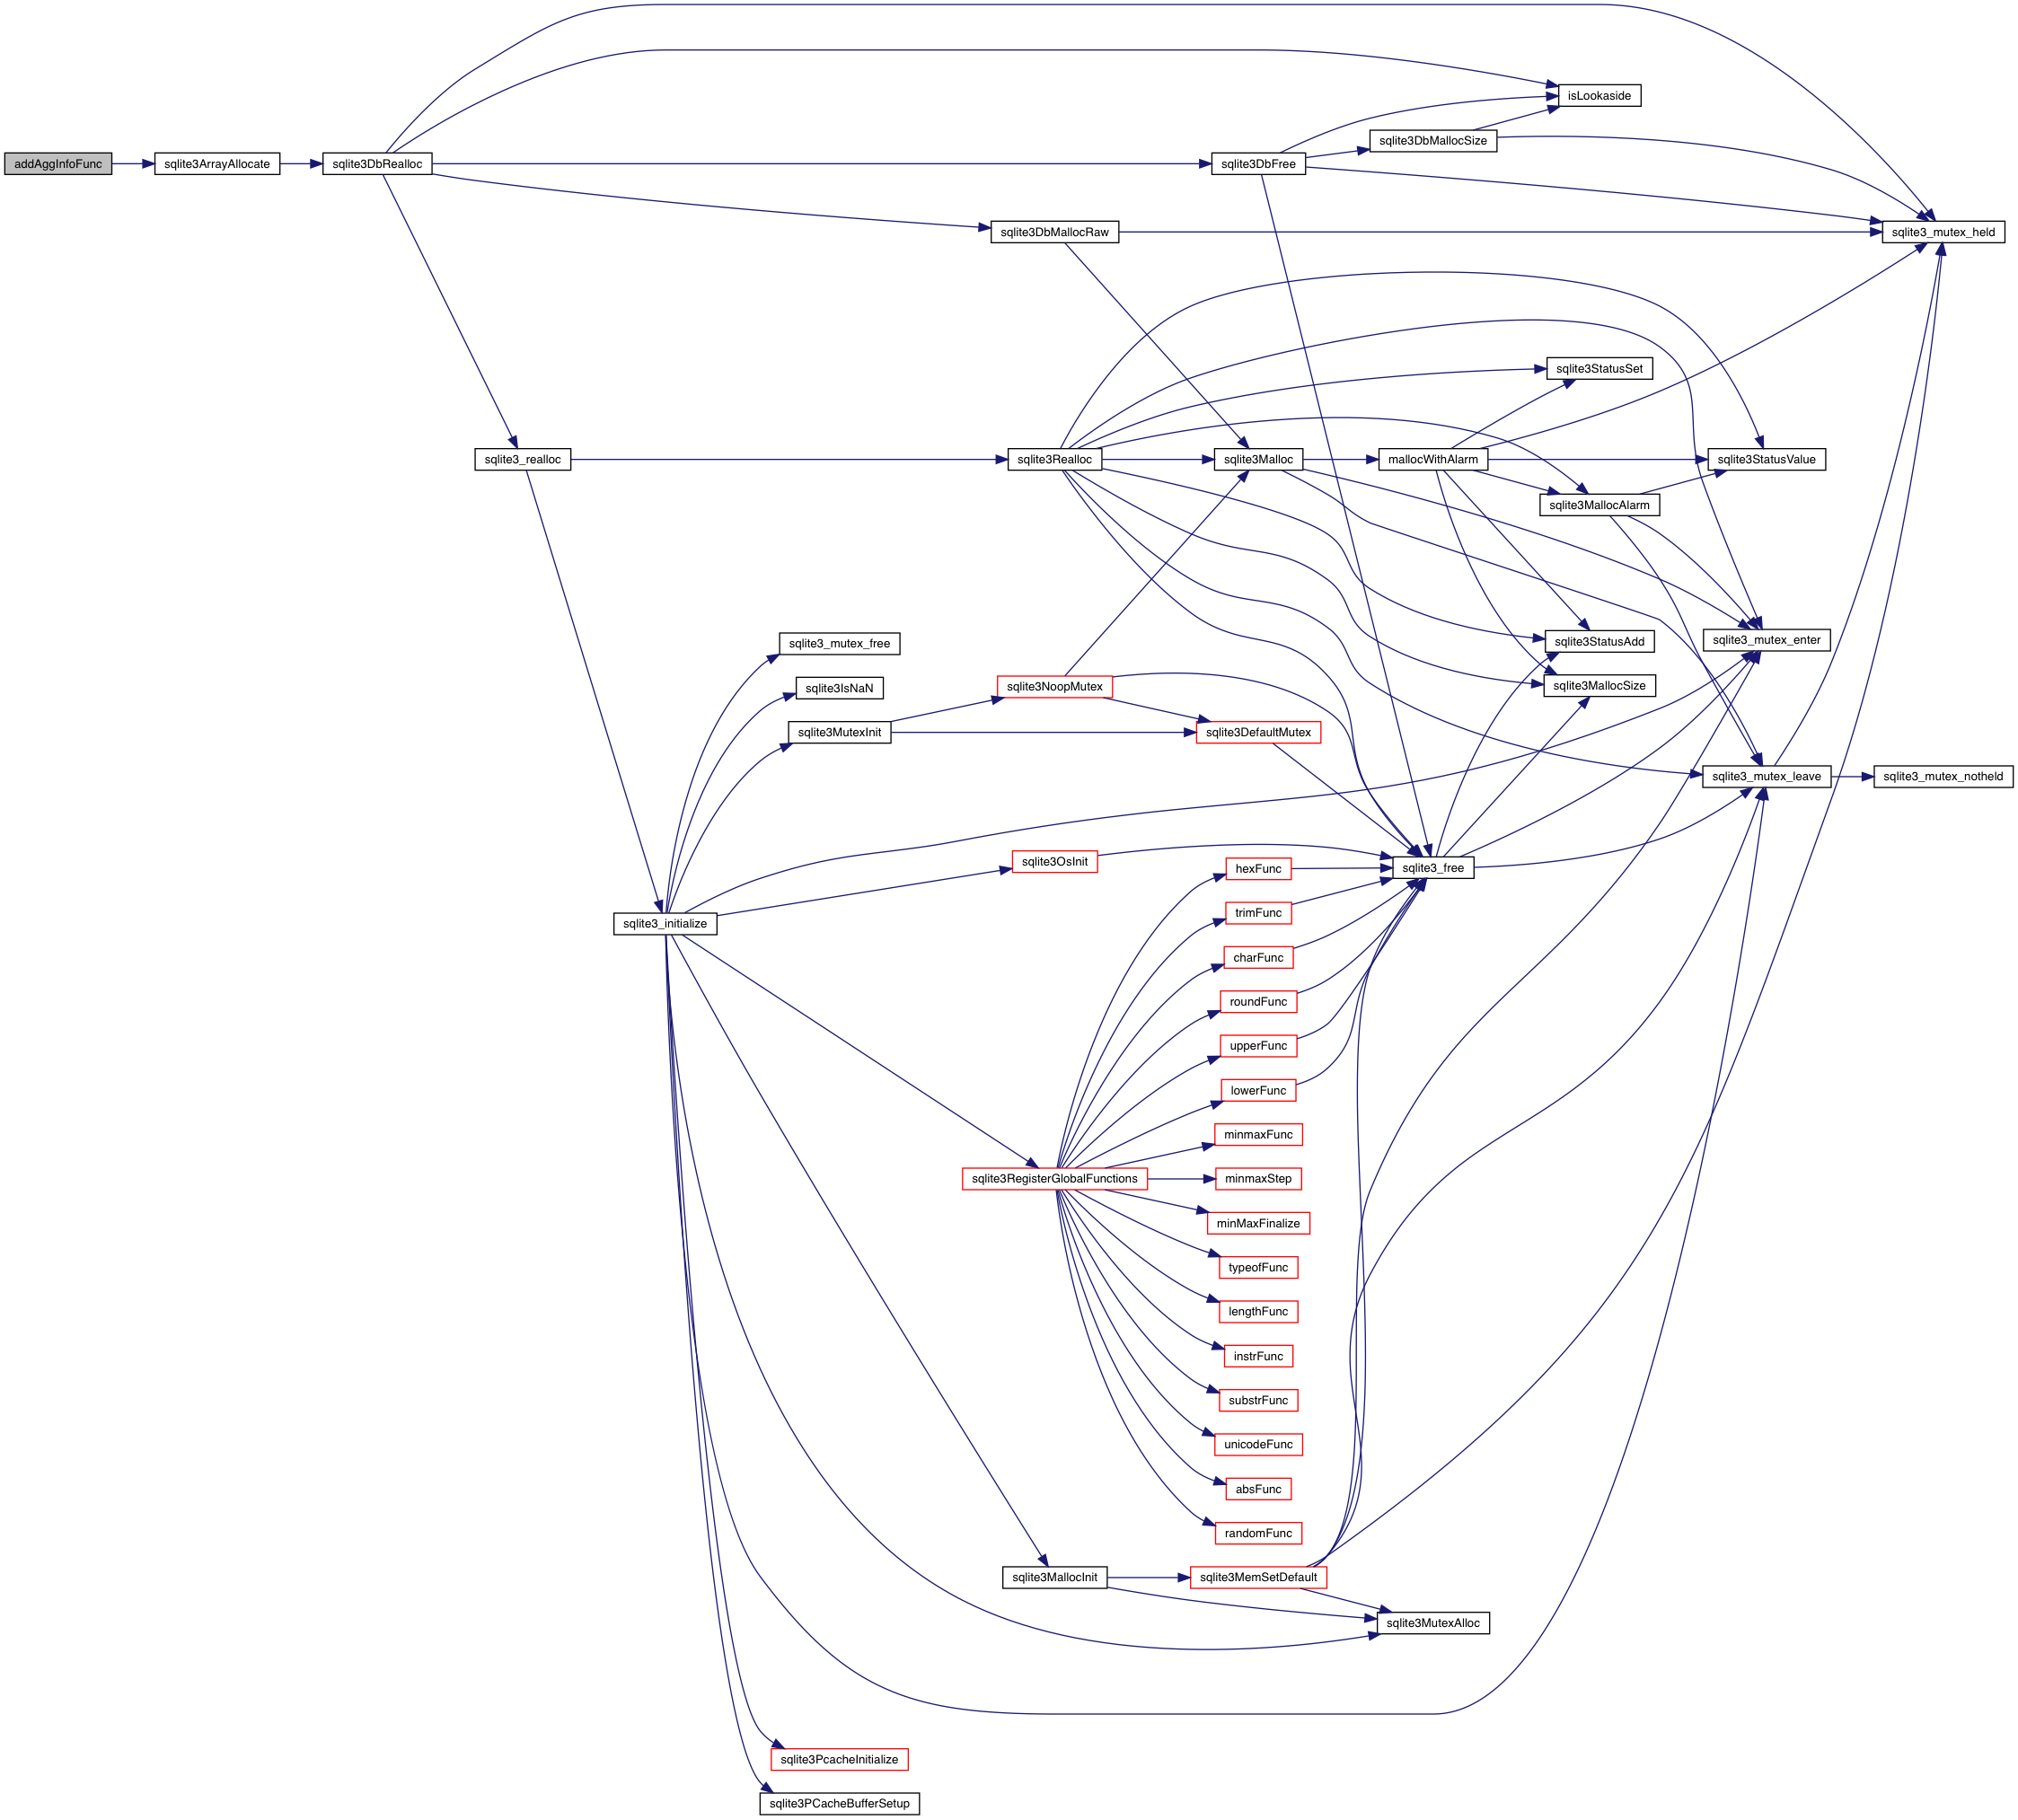 addAggInfoFunc
sqlite3ArrayAllocate
sqlite3DbRealloc
sqlite3_realloc
sqlite3_initialize
sqlite3_mutex_free
sqlite3IsNaN
sqlite3MutexInit
sqlite3PcacheInitialize
sqlite3PCacheBufferSetup
sqlite3DbMallocRaw
sqlite3Realloc
sqlite3NoopMutex
sqlite3OsInit
sqlite3RegisterGlobalFunctions
sqlite3MallocInit
sqlite3DbFree
sqlite3Malloc
sqlite3DefaultMutex
hexFunc
trimFunc
charFunc
roundFunc
upperFunc
lowerFunc
minmaxFunc
minmaxStep
minMaxFinalize
typeofFunc
lengthFunc
instrFunc
substrFunc
unicodeFunc
absFunc
randomFunc
sqlite3MemSetDefault
sqlite3DbMallocSize
mallocWithAlarm
sqlite3_free
sqlite3MutexAlloc
isLookaside
sqlite3StatusSet
sqlite3MallocAlarm
sqlite3StatusAdd
sqlite3MallocSize
sqlite3StatusValue
sqlite3_mutex_enter
sqlite3_mutex_leave
sqlite3_mutex_held
sqlite3_mutex_notheld